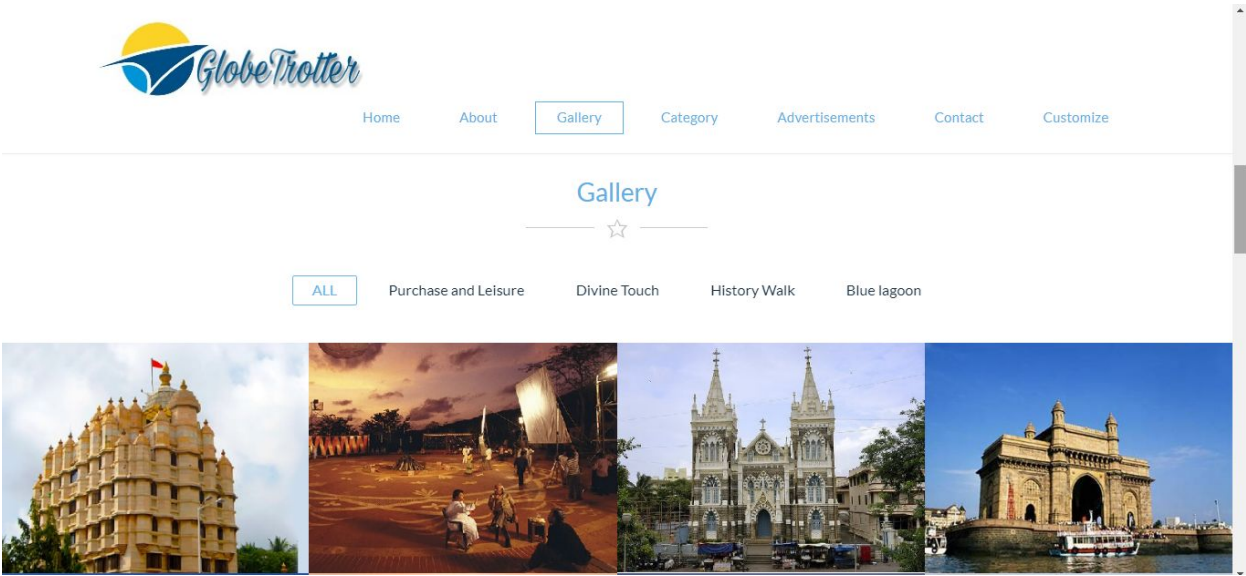 GlobeTrotter
Home About Gallery Category Advertisements Contact Customize
Gallery
ALL Purchase and Leisure Divine Touch History Walk Blue lagoon